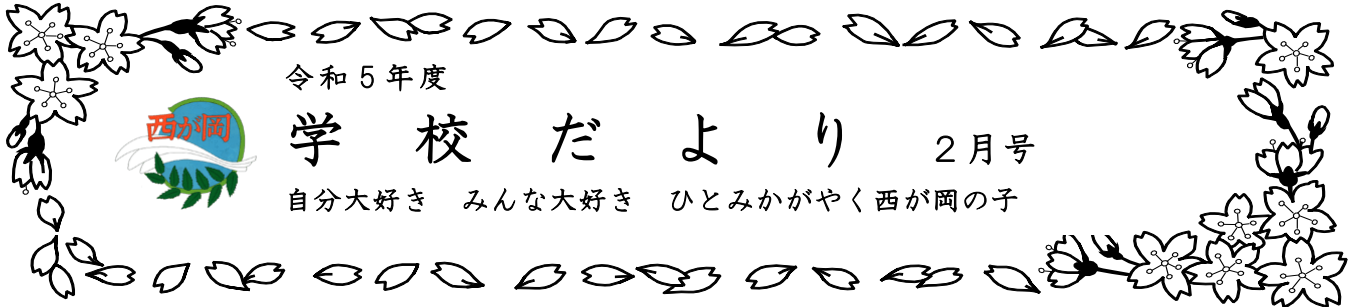 令和５年度
西が岡
学校だより　２月号
自分大好き　みんな大好き　ひとみかがやく西が岡の子